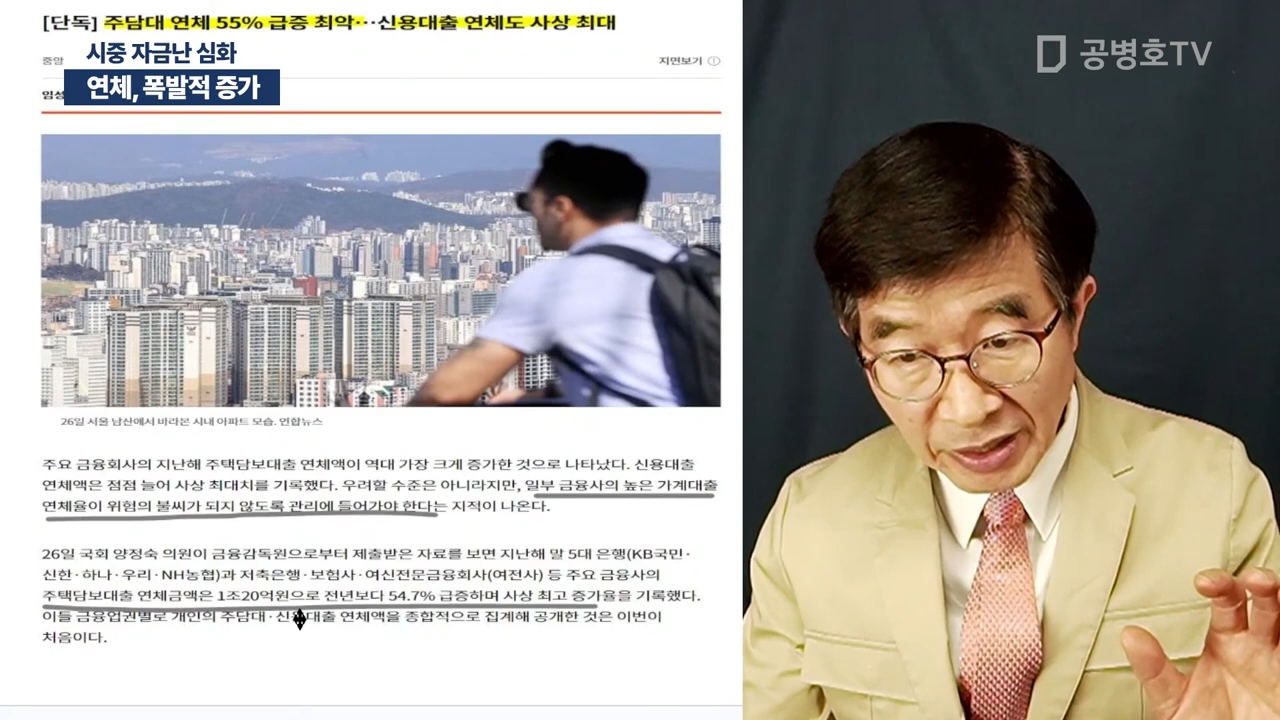 [단독] 주담대 연체 55% 급증 최악…신용대출 연체도 사상 최대
시중 자금난 심화
중앙
지면보기 ⓘ
연체, 폭발적 증가
임성
공병호TV
26일 서울 남산에서 바라본 시내 아파트 모습. 연합뉴스
주요 금융회사의 지난해 주택담보대출 연체액이 역대 가장 크게 증가한 것으로 나타났다. 신용대출
연체액은 점점 늘어 사상 최대치를 기록했다. 우려할 수준은 아니라지만, 일부 금융사의 높은 가계대출
연체율이 위험의 불씨가 되지 않도록 관리에 들어가야 한다는 지적이 나온다.
26일 국회 양정숙 의원이 금융감독원으로부터 제출받은 자료를 보면 지난해 말 5대 은행(KB국민·
신한·하나·우리·NH농협)과 저축은행·보험사·여신전문금융회사(여전사) 등 주요 금융사의
주택담보대출 연체금액은 1조20억원으로 전년보다 54.7% 급증하며 사상 최고 증가율을 기록했다.
이들 금융업권별로 개인의 주담대·신용대출 연체액을 종합적으로 집계해 공개한 것은 이번이
처음이다.